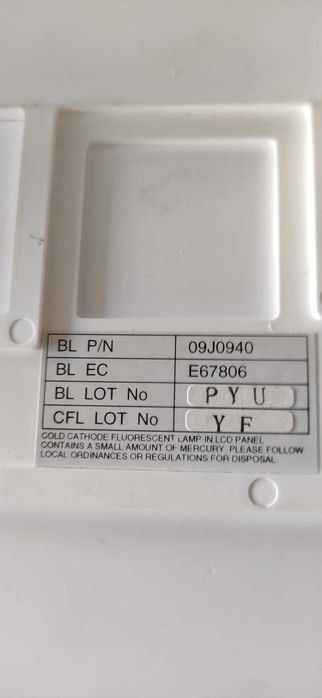 BL P/N 09J0940
BL EC E67806
BL LOT No PYU
CFL LOT No YF
COLD CATHODE FLUORESCENT LAMP IN LCD PANEL
CONTAINS A SMALL AMOUNT OF MERCURY PLEASE FOLLOW
LOCAL ORDINANCES OR REGULATIONS FOR DISPOSAL